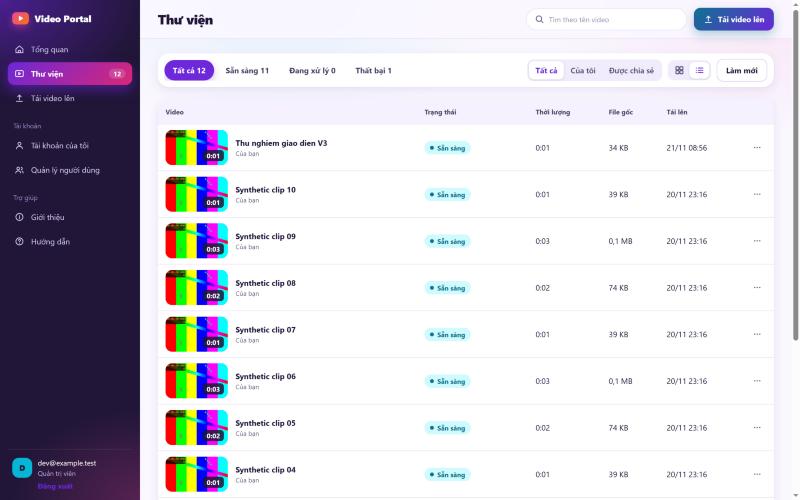 Video Portal
Tổng quan
Thư viện 12
Tải video lên
Tài khoản
Tài khoản của tôi
Quản lý người dùng
Trợ giúp
Giới thiệu
Hướng dẫn
dev@example.test
D
Quản trị viên
Đăng xuất
Thư viện
Tìm theo tên video
Tải video lên
Tất cả 12 Sẵn sàng 11 Đang xử lý 0 Thất bại 1
Tất cả Của tôi Được chia sẻ
Làm mới
Video Trạng thái Thời lượng File gốc Tải lên
0:01 Thu nghiem giao dien V3 Sẵn sàng 0:01 34 KB 21/11 08:56
Của bạn
0:01 Synthetic clip 10 Sẵn sàng 0:01 39 KB 20/11 23:16
Của bạn
0:03 Synthetic clip 09 Sẵn sàng 0:03 0,1 MB 20/11 23:16
Của bạn
0:02 Synthetic clip 08 Sẵn sàng 0:02 74 KB 20/11 23:16
Của bạn
0:01 Synthetic clip 07 Sẵn sàng 0:01 39 KB 20/11 23:16
Của bạn
0:03 Synthetic clip 06 Sẵn sàng 0:03 0,1 MB 20/11 23:16
Của bạn
0:02 Synthetic clip 05 Sẵn sàng 0:02 74 KB 20/11 23:16
Của bạn
0:01 Synthetic clip 04 Sẵn sàng 0:01 39 KB 20/11 23:16
Của bạn